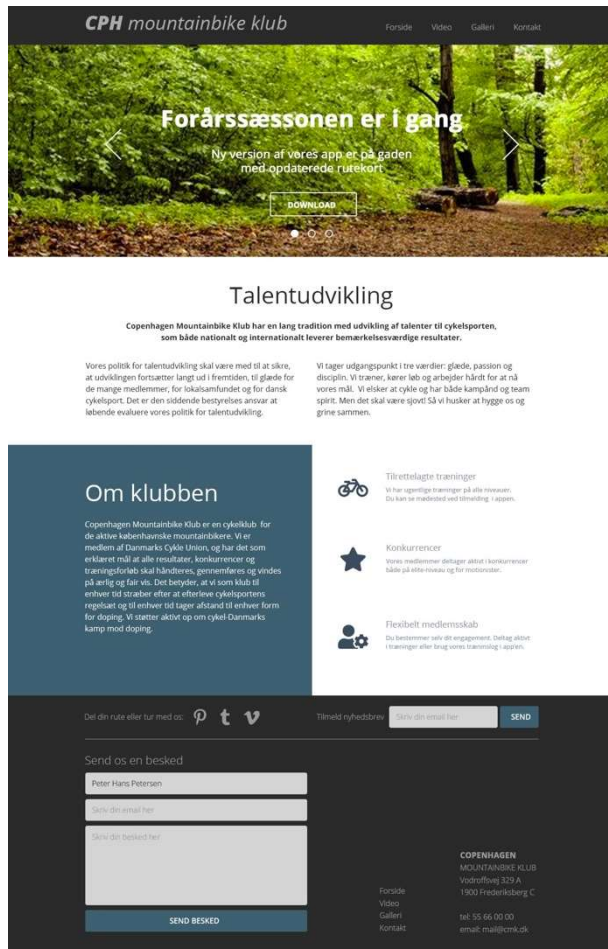 CPH mountainbike klub
Forside Video Galleri Kontakt
Forårssæssonen er i gang
Ny version af vores app er på gaden
med opdaterede rutekort
DOWNLOAD
Talentudvikling
Copenhagen Mountainbike Klub har en lang tradition med udvikling af talenter til cykelsporten,
som både nationalt og internationalt leverer bemærkelsesværdige resultater.
Vores politik for talentudvikling skal være med til at sikre,
at udviklingen fortsætter langt ud i fremtiden, til glæde for
de mange medlemmer, for lokalsamfundet og for dansk
cykelsport. Det er den siddende bestyrelses ansvar at
løbende evaluere vores politik for talentudvikling.
Vi tager udgangspunkt i tre værdier: glæde, passion og
disciplin. Vi træner, kører løb og arbejder hårdt for at nå
vores mål. Vi elsker at cykle og har både kampånd og team
spirit. Men det skal være sjovt! Så vi husker at hygge os og
grine sammen.
Om klubben
Copenhagen Mountainbike Klub er en cykelklub for
de aktive københavnske mountainbikere. Vi er
medlem af Danmarks Cykle Union, og har det som
erklæret mål at alle resultater, konkurrencer og
træningsforløb skal håndteres, gennemføres og vindes
på ærlig og fair vis. Det betyder, at vi som klub til
enhver tid stræber efter at efterleve cykelsportens
regelsæt og til enhver tid tager afstand til enhver form
for doping. Vi støtter aktivt op om cykel-Danmarks
kamp mod doping.
Tilrettelagte træninger
Vi har ugentlige træninger på alle niveauer.
Du kan se mødested ved tilmelding i appen.
Konkurrencer
Vores medlemmer deltager aktivt i konkurrencer
både på elite-niveau og for motionister.
Flexibelt medlemsskab
Du bestemmer selv dit engagement. Deltag aktivt
i træninger eller brug vores træninslog i appen.
Del din rute eller tur med os:
Tilmeld nyhedsbrev Skriv din email her SEND
Send os en besked
Peter Hans Petersen
Skriv din email her
Skriv din besked her
SEND BESKED
Forside
Video
Galleri
Kontakt
COPENHAGEN
MOUNTAINBIKE KLUB
Vodroffsvej 329 A
1900 Frederiksberg C
tel: 55 66 00 00
email: mail@cmk.dk